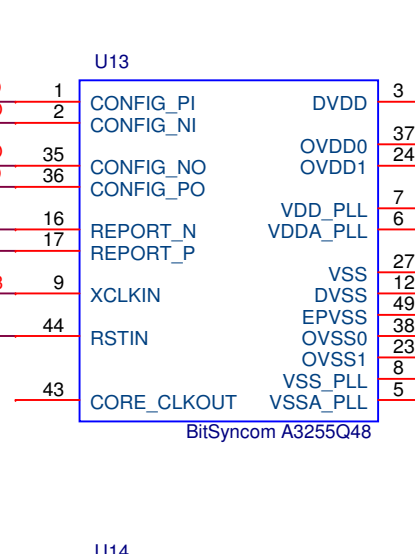 U13
1 CONFIG_PI DVDD 3
2 CONFIG_NI
OVDD0 37
35 CONFIG_NO OVDD1 24
36 CONFIG_PO
VDD_PLL 7
16 REPORT_N VDDA_PLL 6
17 REPORT_P
VSS 27
9 XCLKIN DVSS 12
EPVSS 49
44 RSTIN OVSS0 38
OVSS1 23
VSS_PLL 8
43 CORE_CLKOUT VSSA_PLL 5
BitSyncom A3255Q48
U14